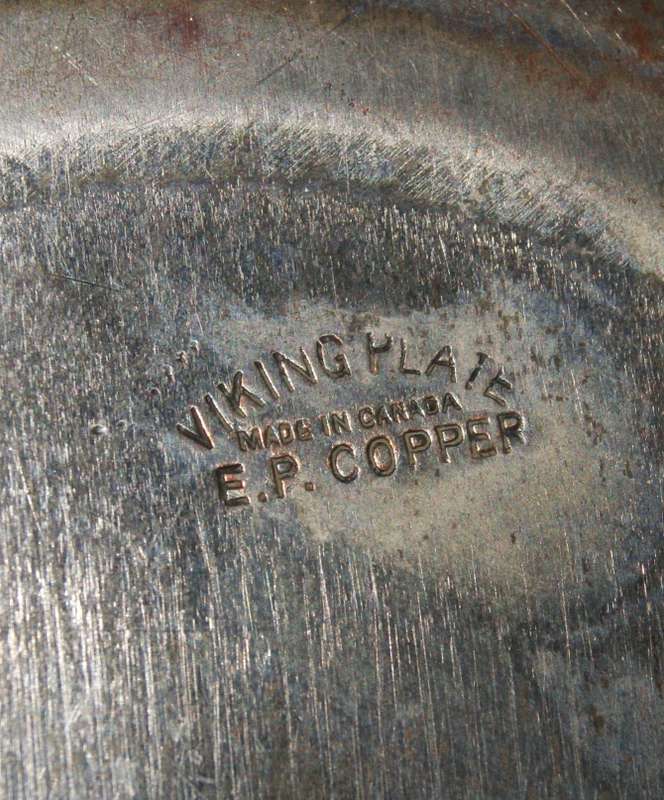 VIKING PLATE
MADE IN CANADA
E.P. COPPER